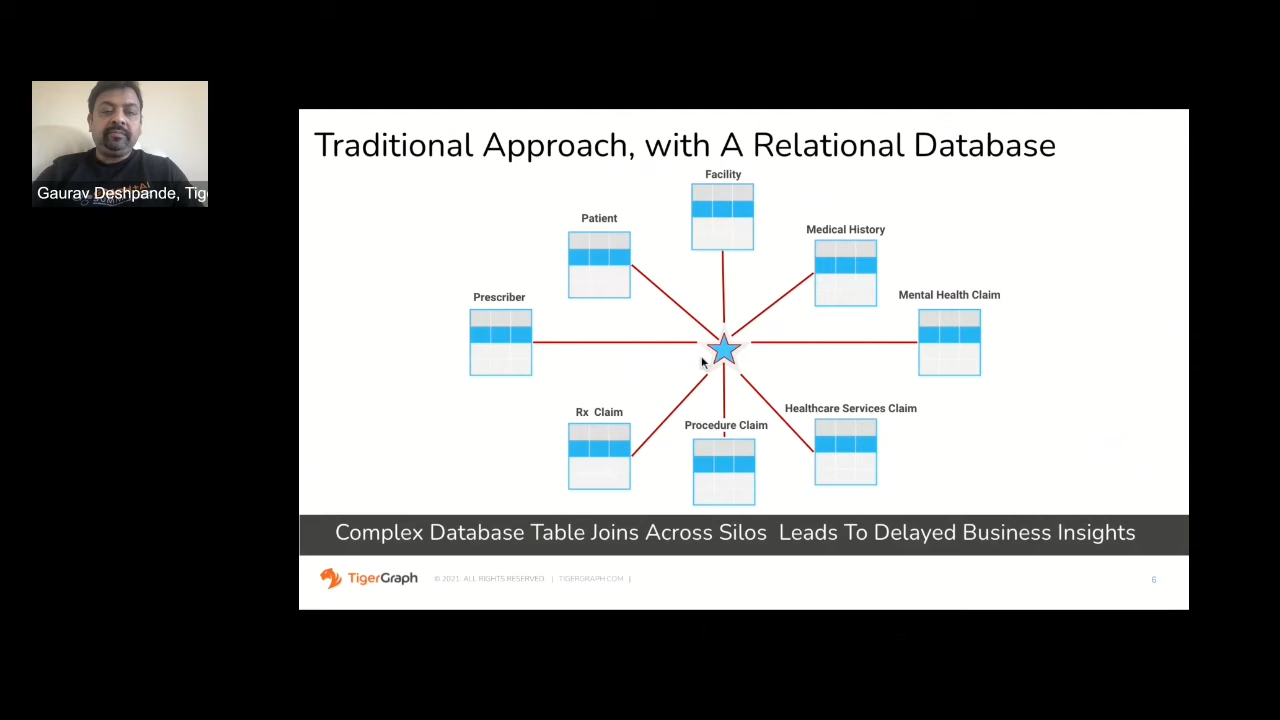 Gaurav Deshpande, Tig
Traditional Approach, with A Relational Database
Facility
Patient
Medical History
Prescriber
Mental Health Claim
Rx Claim
Procedure Claim
Healthcare Services Claim
Complex Database Table Joins Across Silos Leads To Delayed Business Insights
TigerGraph
© 2021. ALL RIGHTS RESERVED. | TIGERGRAPH.COM |
6